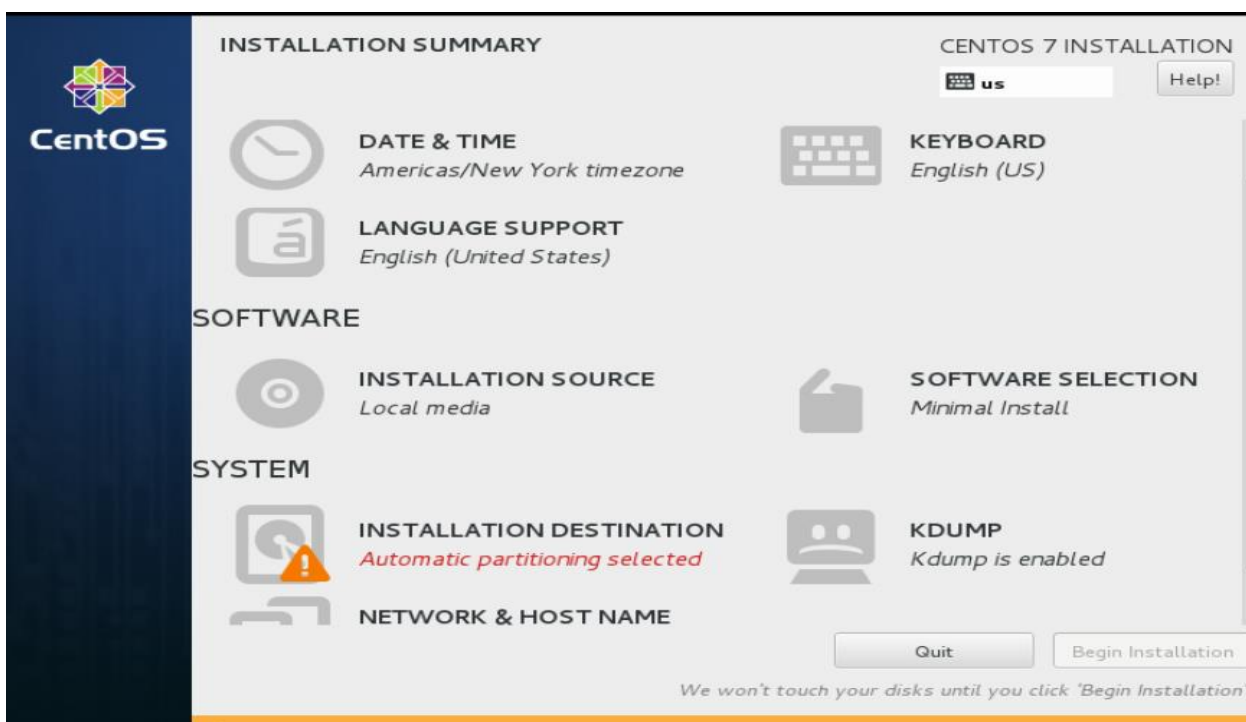 INSTALLATION SUMMARY
CENTOS 7 INSTALLATION
us
Help!
CentOS
DATE & TIME
Americas/New York timezone
KEYBOARD
English (US)
LANGUAGE SUPPORT
English (United States)
SOFTWARE
INSTALLATION SOURCE
Local media
SOFTWARE SELECTION
Minimal Install
SYSTEM
INSTALLATION DESTINATION
Automatic partitioning selected
KDUMP
Kdump is enabled
NETWORK & HOST NAME
Quit
Begin Installation
We won't touch your disks until you click 'Begin Installation'